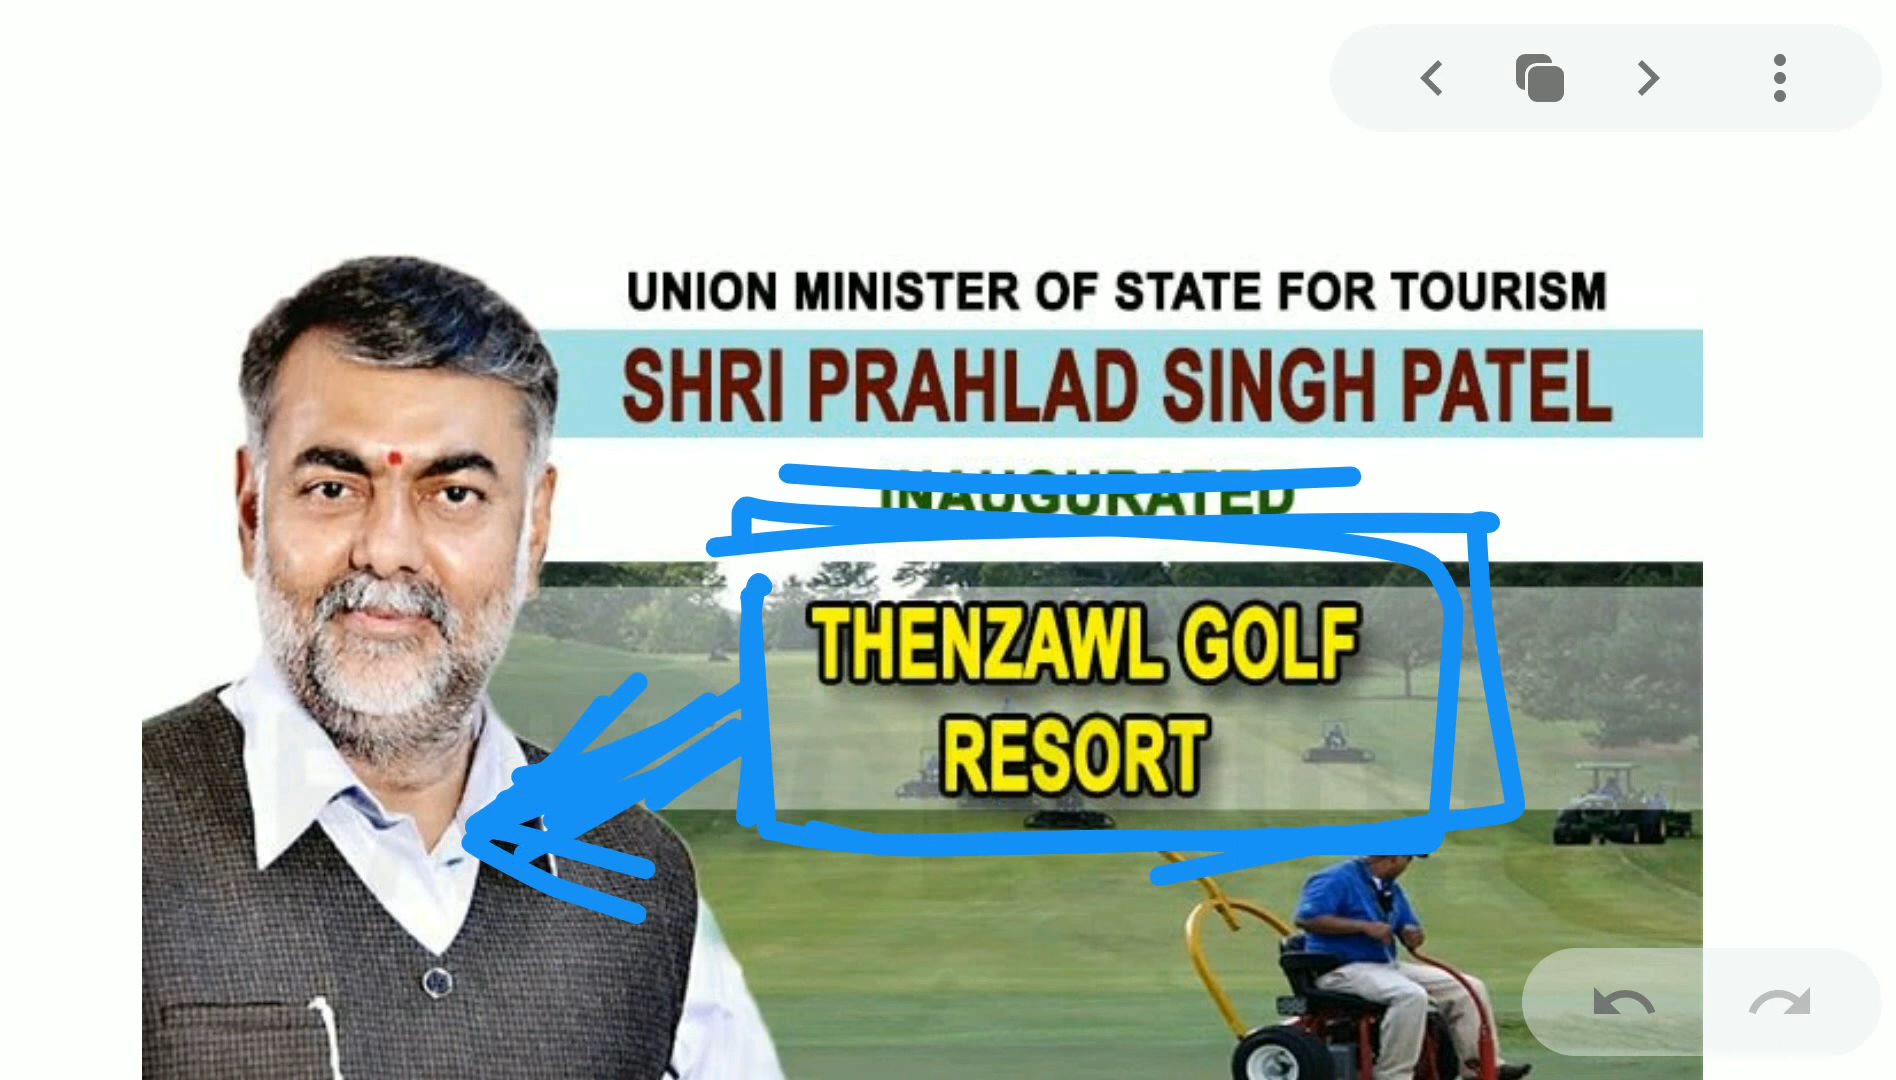 UNION MINISTER OF STATE FOR TOURISM
SHRI PRAHLAD SINGH PATEL
INAUGURATED
THENZAWL GOLF
RESORT